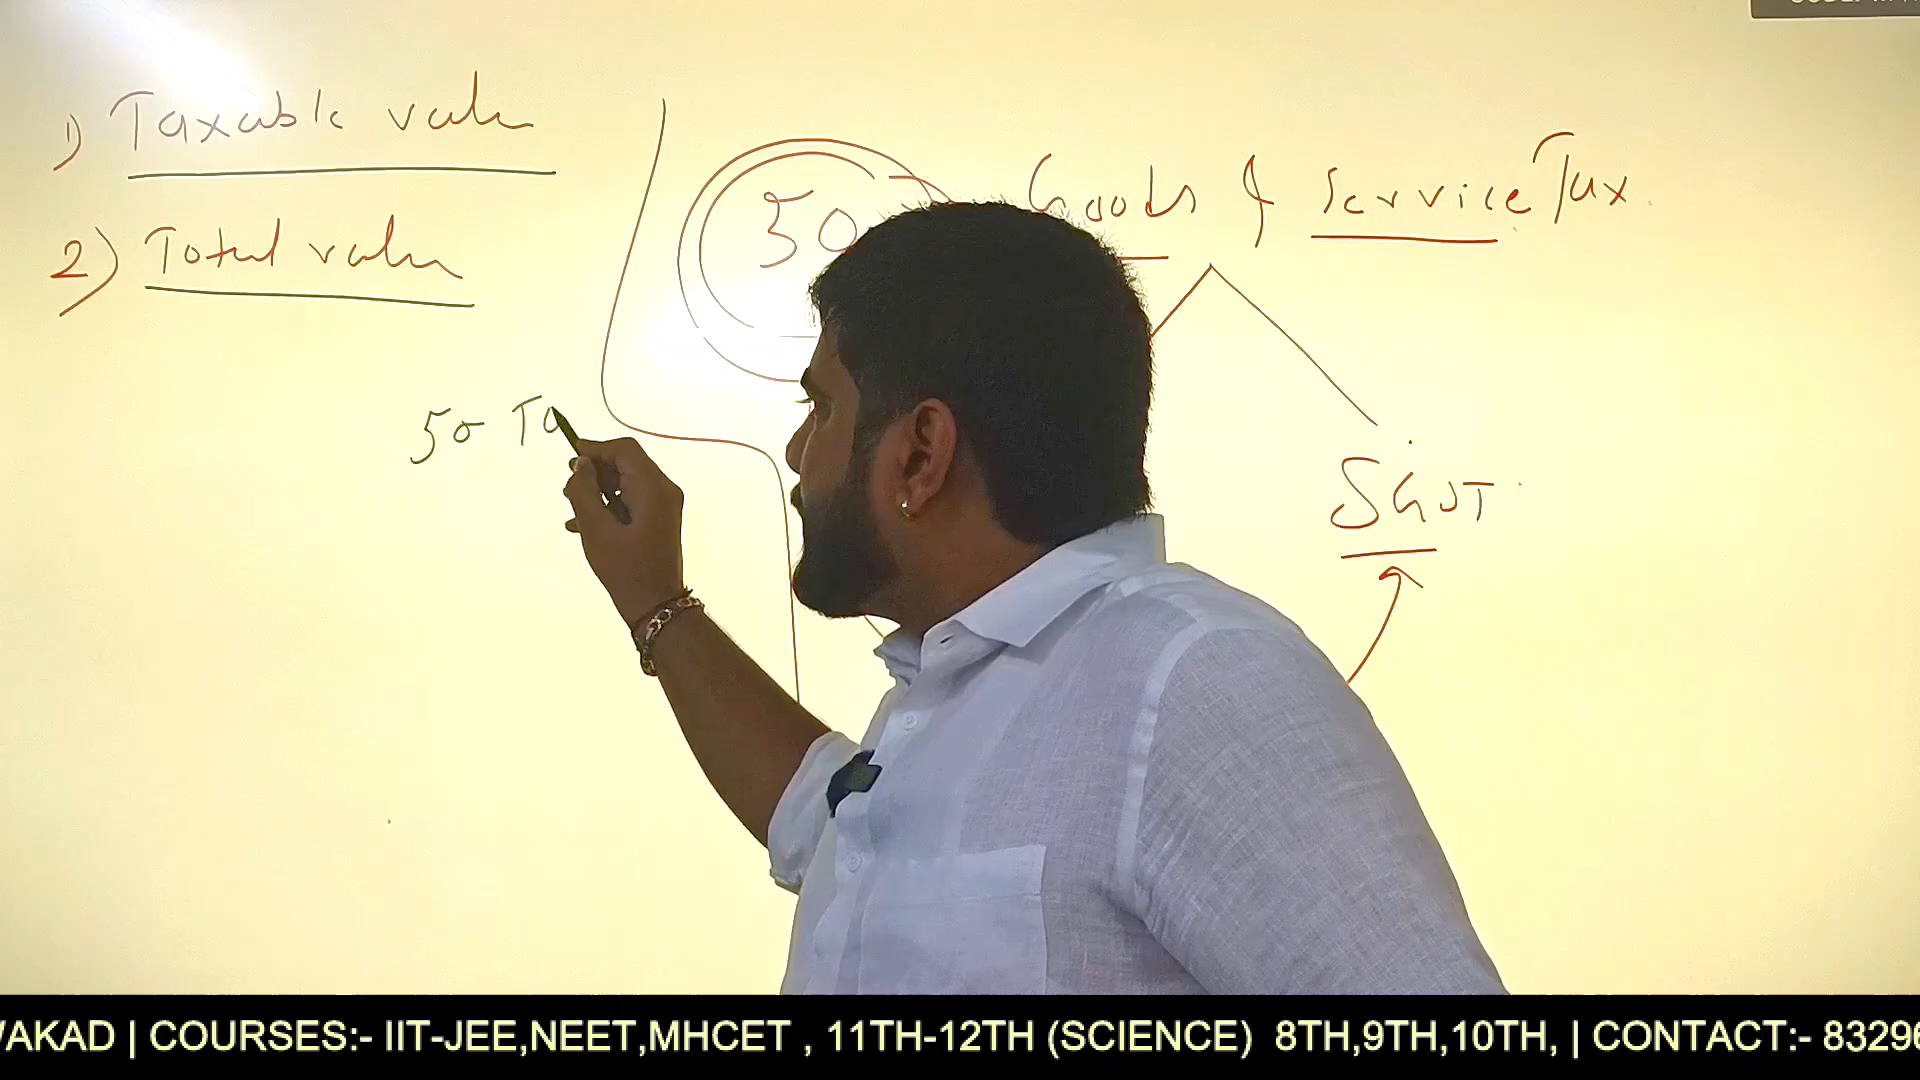 1) Taxable value
2) Total value
50
Goods & Service Tax.
50 Ta
SGST
WAKAD | COURSES:- IIT-JEE,NEET,MHCET , 11TH-12TH (SCIENCE) 8TH,9TH,10TH, | CONTACT:- 83296